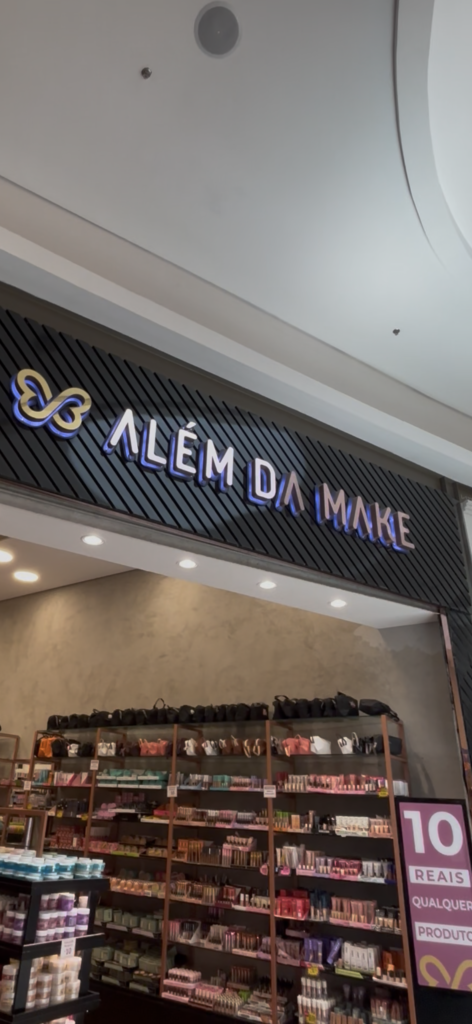 ALÉM DA MAKE
10
REAIS
QUALQUER
PRODUTO